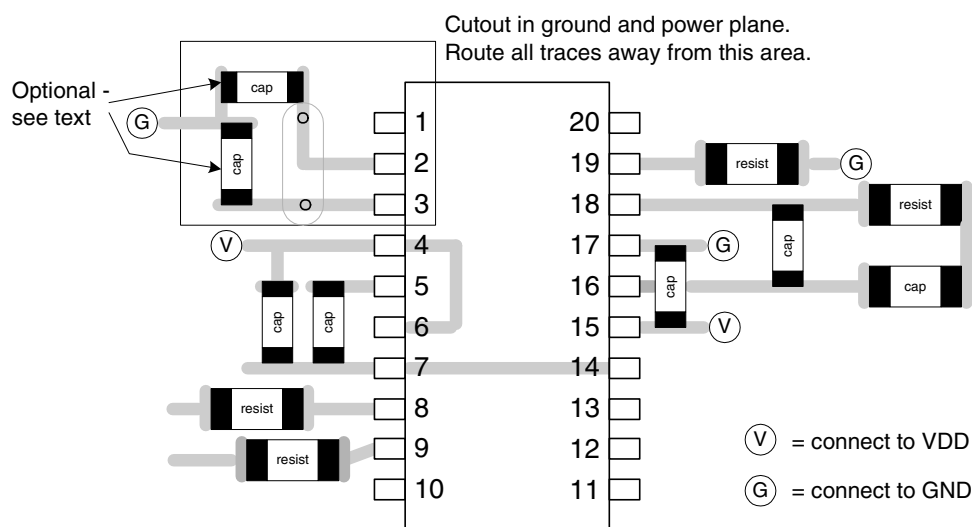 Cutout in ground and power plane.
Route all traces away from this area.
Optional -
see text
cap
G
cap
1
20
2
19
resist
G
3
18
resist
V
4
17
G
cap
5
16
cap
cap
cap
cap
6
15
V
7
14
resist
8
13
resist
9
12
V = connect to VDD
10
11
G = connect to GND